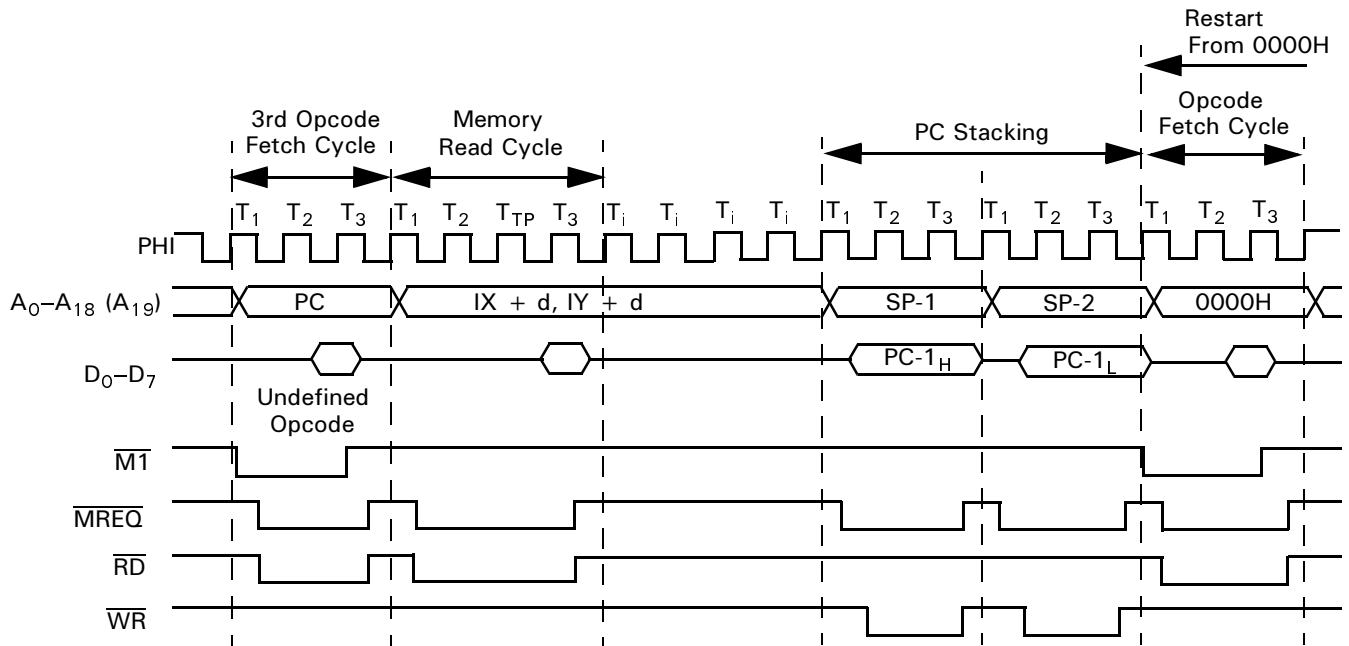 Restart
From 0000H
3rd Opcode
Fetch Cycle
Memory
Read Cycle
PC Stacking
Opcode
Fetch Cycle
T1 T2 T3 T1 T2 TTP T3 Ti Ti Ti Ti T1 T2 T3 T1 T2 T3 T1 T2 T3
PHI
A0–A18 (A19) PC IX + d, IY + d SP-1 SP-2 0000H
D0–D7 PC-1H PC-1L
Undefined
Opcode
M1
MREQ
RD
WR